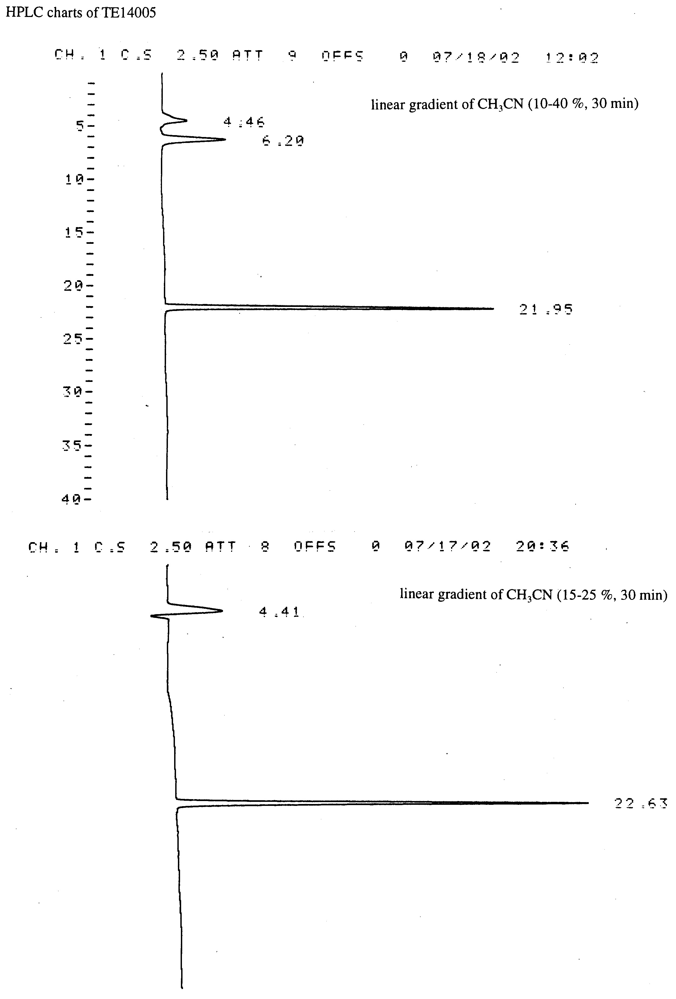 HPLC charts of TE14005
CH. 1 C.S 2.50 ATT 9 OFFS 0 07/18/02 12:02
linear gradient of CH₃CN (10-40 %, 30 min)
4.46
5
6.20
10
15
20
21.95
25
30
35
40
CH. 1 C.S 2.50 ATT 8 OFFS 0 07/17/02 20:36
linear gradient of CH₃CN (15-25 %, 30 min)
4.41
22.63